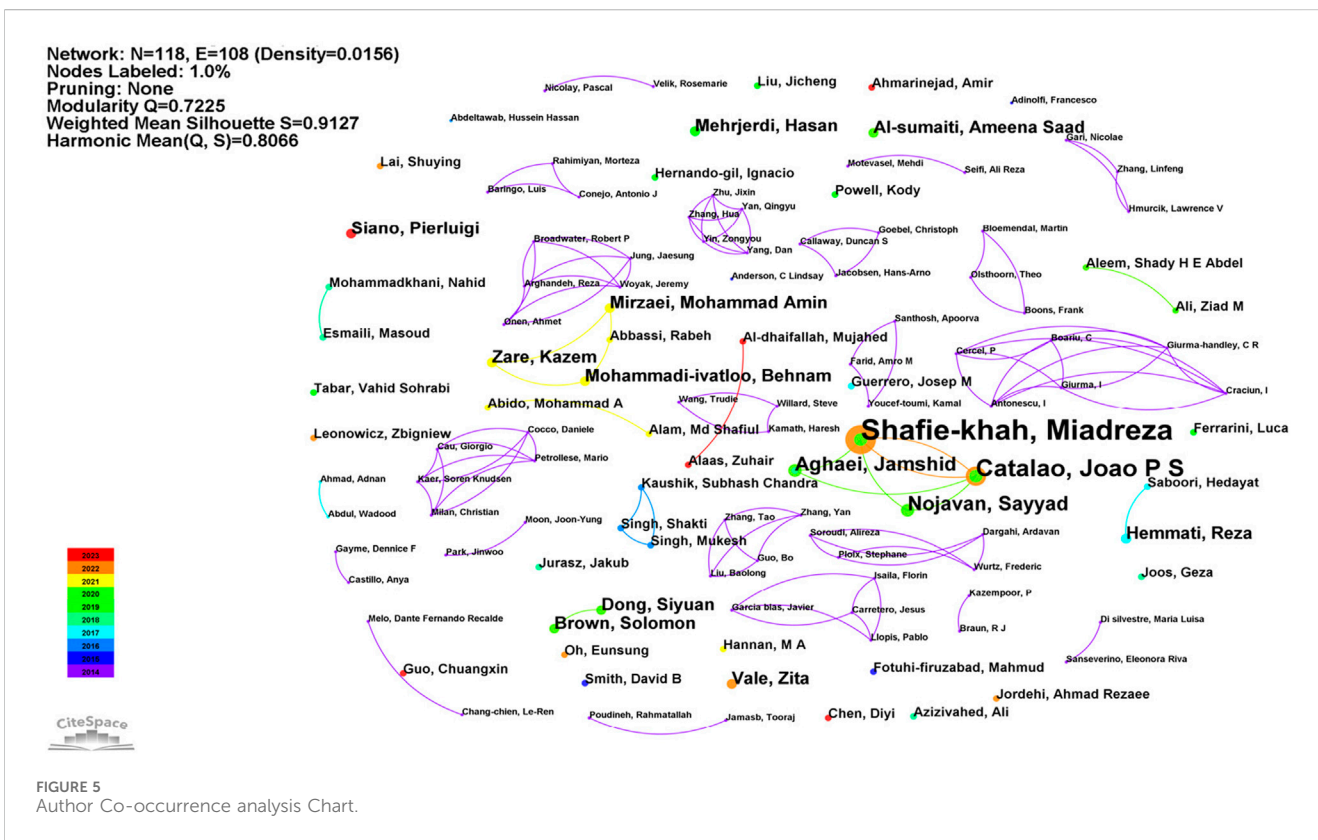 Network: N=118, E=108 (Density=0.0156)
Nodes Labeled: 1.0%
Pruning: None
Modularity Q=0.7225
Weighted Mean Silhouette S=0.9127
Harmonic Mean(Q, S)=0.8066
Nicolay, Pascal
Velik, Rosemarie
Liu, Jicheng
Ahmarinejad, Amir
Adinolfi, Francesco
Abdeltawab, Hussein Hassan
Mehrjerdi, Hasan
Al-sumaiti, Ameena Saad
Gari, Nicolae
Lai, Shuying
Rahimiyan, Morteza
Baringo, Luis
Conejo, Antonio J
Hernando-gil, Ignacio
Motevasel, Mehdi
Seifi, Ali Reza
Zhang, Linfeng
Hmurcik, Lawrence V
Zhu, Jixin
Yan, Qingyu
Zhang, Hua
Yin, Zongyou
Yang, Dan
Powell, Kody
Siano, Pierluigi
Broadwater, Robert P
Jung, Jaesung
Arghandeh, Reza
Woyak, Jeremy
Onen, Ahmet
Goebel, Christoph
Callaway, Duncan S
Jacobsen, Hans-Arno
Anderson, C Lindsay
Bloemendal, Martin
Olsthoorn, Theo
Boons, Frank
Aleem, Shady H E Abdel
Ali, Ziad M
Mohammadkhani, Nahid
Esmaili, Masoud
Mirzaei, Mohammad Amin
Abbassi, Rabeh
Zare, Kazem
Mohammadi-ivatloo, Behnam
Al-dhaifallah, Mujahed
Santhosh, Apoorva
Farid, Amro M
Guerrero, Josep M
Youcef-toumi, Kamal
Cercel, P
Boariu, C
Giurma-handley, C R
Giurma, I
Antonescu, I
Craciun, I
Tabar, Vahid Sohrabi
Abido, Mohammad A
Alam, Md Shafiul
Wang, Trudie
Willard, Steve
Kamath, Haresh
Leonowicz, Zbigniew
Cocco, Daniele
Cau, Giorgio
Petrollese, Mario
Kaer, Soren Knudsen
Milan, Christian
Alaas, Zuhair
Shafie-khah, Miadreza
Aghaei, Jamshid
Catalao, Joao P S
Nojavan, Sayyad
Ferrarini, Luca
Saboori, Hedayat
Hemmati, Reza
Ahmad, Adnan
Abdul, Wadood
Kaushik, Subhash Chandra
Singh, Shakti
Singh, Mukesh
Moon, Joon-Yung
Park, Jinwoo
Zhang, Tao
Zhang, Yan
Guo, Bo
Liu, Baolong
Soroudi, Alireza
Dargahi, Ardavan
Ploix, Stephane
Wurtz, Frederic
Joos, Geza
Gayme, Dennice F
Castillo, Anya
Jurasz, Jakub
Isaila, Florin
Garcia blas, Javier
Carretero, Jesus
Llopis, Pablo
Kazempoor, P
Braun, R J
Dong, Siyuan
Brown, Solomon
Melo, Dante Fernando Recalde
Di silvestre, Maria Luisa
Sanseverino, Eleonora Riva
Hannan, M A
Oh, Eunsung
Guo, Chuangxin
Smith, David B
Vale, Zita
Fotuhi-firuzabad, Mahmud
Jordehi, Ahmad Rezaee
Chang-chien, Le-Ren
Poudineh, Rahmatallah
Jamasb, Tooraj
Chen, Diyi
Azizivahed, Ali
2023
2022
2021
2020
2019
2018
2017
2016
2015
2014
CiteSpace
FIGURE 5
Author Co-occurrence analysis Chart.